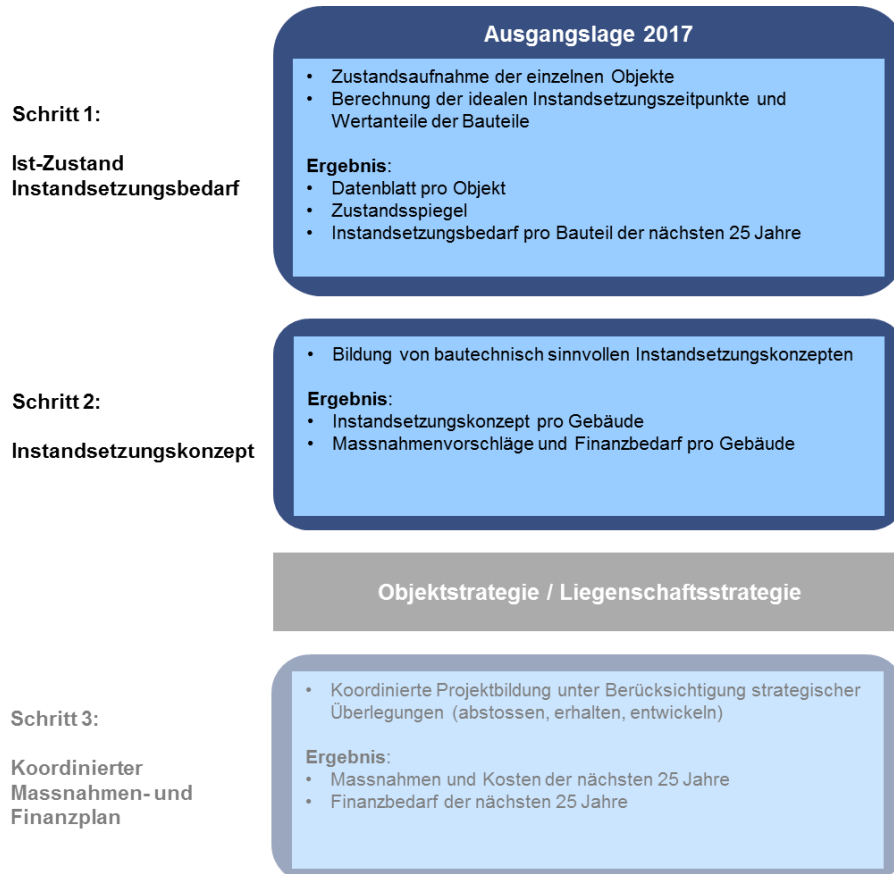 Ausgangslage 2017
Schritt 1:
Ist-Zustand
Instandsetzungsbedarf
• Zustandsaufnahme der einzelnen Objekte
• Berechnung der idealen Instandsetzungszeitpunkte und
Wertanteile der Bauteile
Ergebnis:
• Datenblatt pro Objekt
• Zustandsspiegel
• Instandsetzungsbedarf pro Bauteil der nächsten 25 Jahre
Schritt 2:
Instandsetzungskonzept
• Bildung von bautechnisch sinnvollen Instandsetzungskonzepten
Ergebnis:
• Instandsetzungskonzept pro Gebäude
• Massnahmenvorschläge und Finanzbedarf pro Gebäude
Objektstrategie / Liegenschaftsstrategie
Schritt 3:
Koordinierter
Massnahmen- und
Finanzplan
• Koordinierte Projektbildung unter Berücksichtigung strategischer
Überlegungen (abstossen, erhalten, entwickeln)
Ergebnis:
• Massnahmen und Kosten der nächsten 25 Jahre
• Finanzbedarf der nächsten 25 Jahre